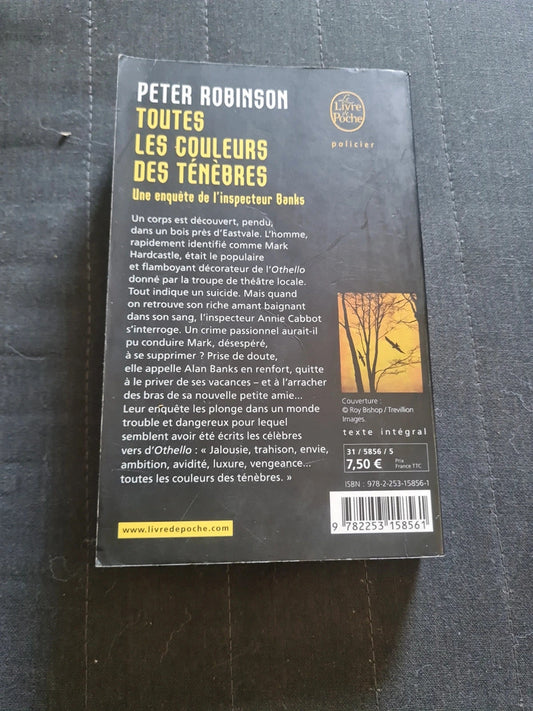 PETER ROBINSON
TOUTES
LES COULEURS
DES TÉNÈBRES
Une enquête de l'inspecteur Banks
Le
Livre
de
Poche
policier
Un corps est découvert, pendu,
dans un bois près d'Eastvale. L'homme,
rapidement identifié comme Mark
Hardcastle, était le populaire
et flamboyant décorateur de l'Othello
donné par la troupe de théâtre locale.
Tout indique un suicide. Mais quand
on retrouve son riche amant baignant
dans son sang, l'inspecteur Annie Cabbot
s'interroge. Un crime passionnel aurait-il
pu conduire Mark, désespéré,
à se supprimer ? Prise de doute,
elle appelle Alan Banks en renfort, quitte
à le priver de ses vacances – et à l'arracher
des bras de sa nouvelle petite amie...
Leur enquête les plonge dans un monde
trouble et dangereux pour lequel
semblent avoir été écrits les célèbres
vers d'Othello : « Jalousie, trahison, envie,
ambition, avidité, luxure, vengeance...
toutes les couleurs des ténèbres. »
Couverture :
© Roy Bishop / Trevillion
Images.
texte intégral
31 / 5856 / 5
7,50 € Prix
France TTC
ISBN : 978-2-253-15856-1
9 782253 158561
www.livredepoche.com